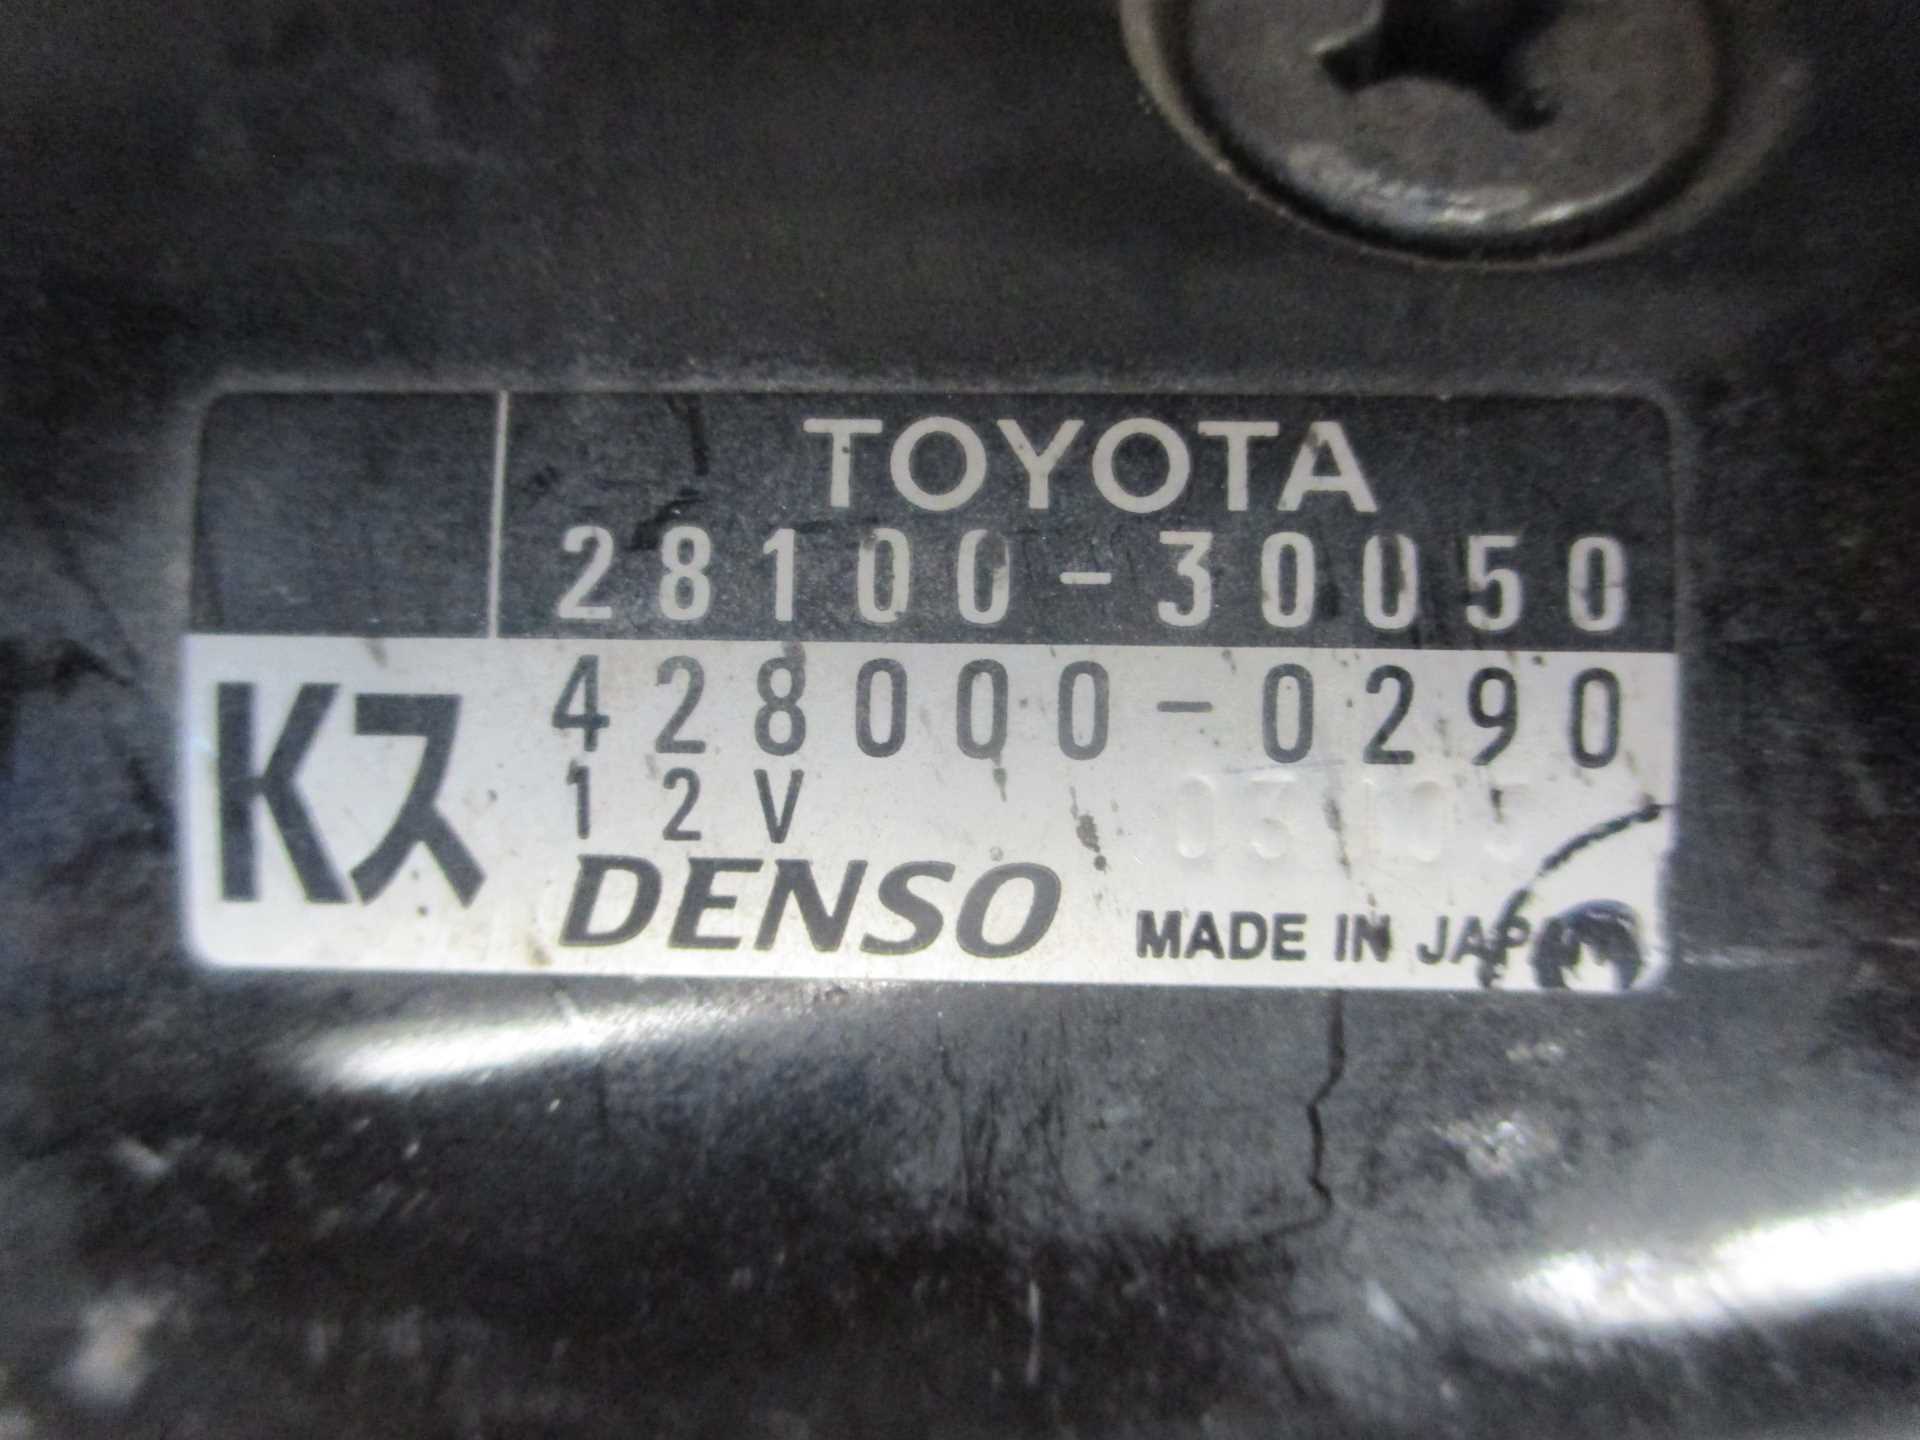 TOYOTA
28100-30050
Kス
428000-0290
12V
DENSO
MADE IN JAPAN